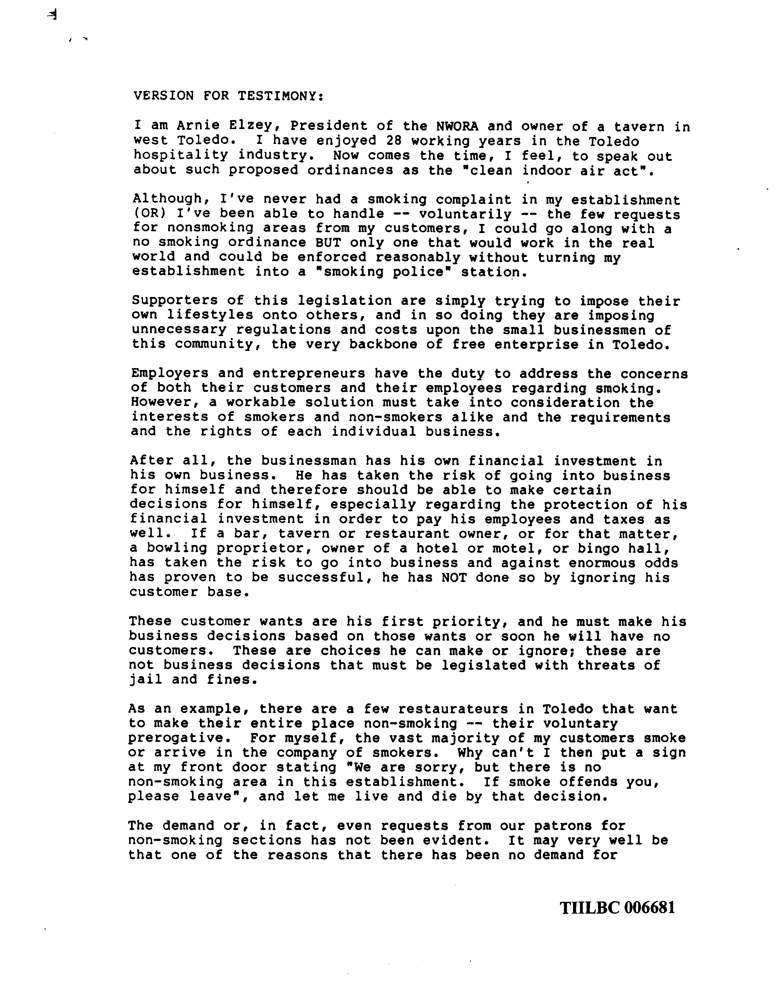 VERSION FOR TESTIMONY:
I am Arnie Elzey, President of the NWORA and owner of a tavern in
west Toledo.  I have enjoyed 28 working years in the Toledo
hospitality industry.  Now comes the time, I feel, to speak out
about such proposed ordinances as the "clean indoor air act".
Although, I've never had a smoking complaint in my establishment
(OR) I've been able to handle -- voluntarily -- the few requests
for nonsmoking areas from my customers, I could go along with a
no smoking ordinance BUT only one that would work in the real
world and could be enforced reasonably without turning my
establishment into a "smoking police" station.
Supporters of this legislation are simply trying to impose their
own lifestyles onto others, and in so doing they are imposing
unnecessary regulations and costs upon the small businessmen of
this community, the very backbone of free enterprise in Toledo.
Employers and entrepreneurs have the duty to address the concerns
of both their customers and their employees regarding smoking.
However, a workable solution must take into consideration the
interests of smokers and non-smokers alike and the requirements
and the rights of each individual business.
After all, the businessman has his own financial investment in
his own business.  He has taken the risk of going into business
for himself and therefore should be able to make certain
decisions for himself, especially regarding the protection of his
financial investment in order to pay his employees and taxes as
well.  If a bar, tavern or restaurant owner, or for that matter,
a bowling proprietor, owner of a hotel or motel, or bingo hall,
has taken the risk to go into business and against enormous odds
has proven to be successful, he has NOT done so by ignoring his
customer base.
These customer wants are his first priority, and he must make his
business decisions based on those wants or soon he will have no
customers.  These are choices he can make or ignore; these are
not business decisions that must be legislated with threats of
jail and fines.
As an example, there are a few restaurateurs in Toledo that want
to make their entire place non-smoking -- their voluntary
prerogative.  For myself, the vast majority of my customers smoke
or arrive in the company of smokers.  Why can't I then put a sign
at my front door stating "We are sorry, but there is no
non-smoking area in this establishment.  If smoke offends you,
please leave", and let me live and die by that decision.
The demand or, in fact, even requests from our patrons for
non-smoking sections has not been evident.  It may very well be
that one of the reasons that there has been no demand for
TIILBC 006681